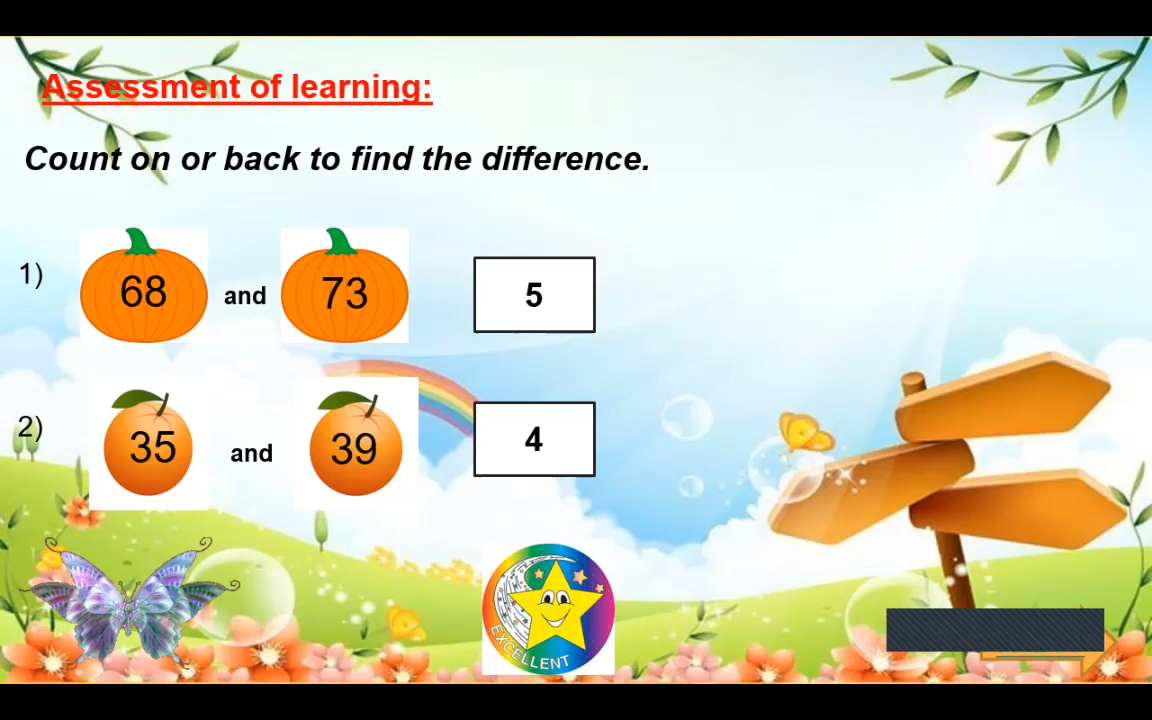 Assessment of learning:
Count on or back to find the difference.
1) 68 and 73 5
2) 35 and 39 4
EXCELLENT